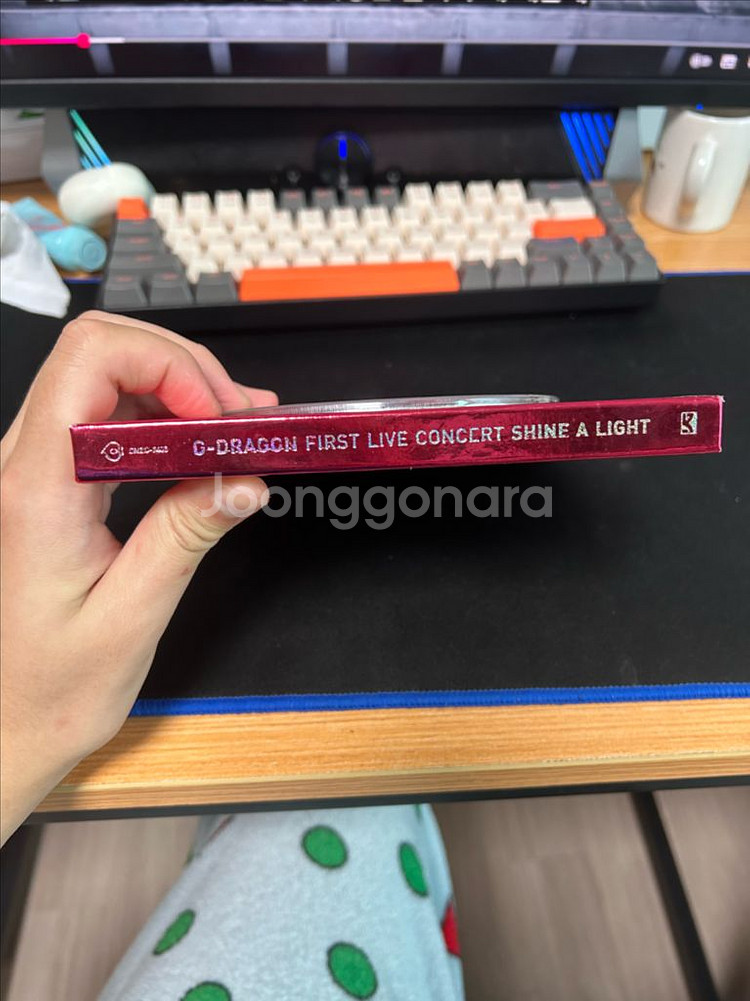 G-DRAGON FIRST LIVE CONCERT SHINE A LIGHT
Joonggonara